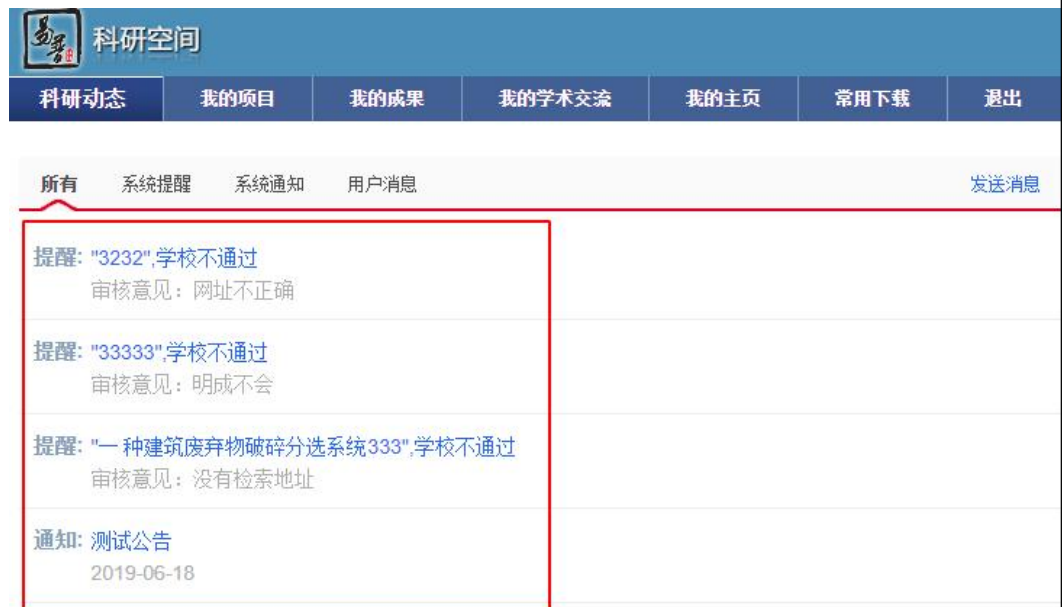 易普 科研空间
科研动态 我的项目 我的成果 我的学术交流 我的主页 常用下载 退出
所有 系统提醒 系统通知 用户消息 发送消息
提醒: "3232",学校不通过
审核意见：网址不正确
提醒: "33333",学校不通过
审核意见：明成不会
提醒: "一种建筑废弃物破碎分选系统333",学校不通过
审核意见：没有检索地址
通知: 测试公告
2019-06-18